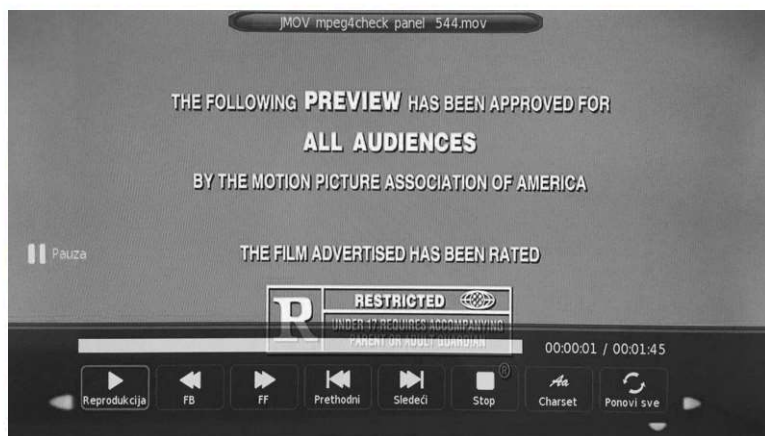 JMOV mpeg4check panel 544.mov
THE FOLLOWING PREVIEW HAS BEEN APPROVED FOR
ALL AUDIENCES
BY THE MOTION PICTURE ASSOCIATION OF AMERICA
Pauza
THE FILM ADVERTISED HAS BEEN RATED
R
RESTRICTED
UNDER 17 REQUIRES ACCOMPANYING
PARENT OR ADULT GUARDIAN
00:00:01 / 00:01:45
®
Reprodukcija FB FF Prethodni Sledeći Stop Aa Charset Ponovi sve